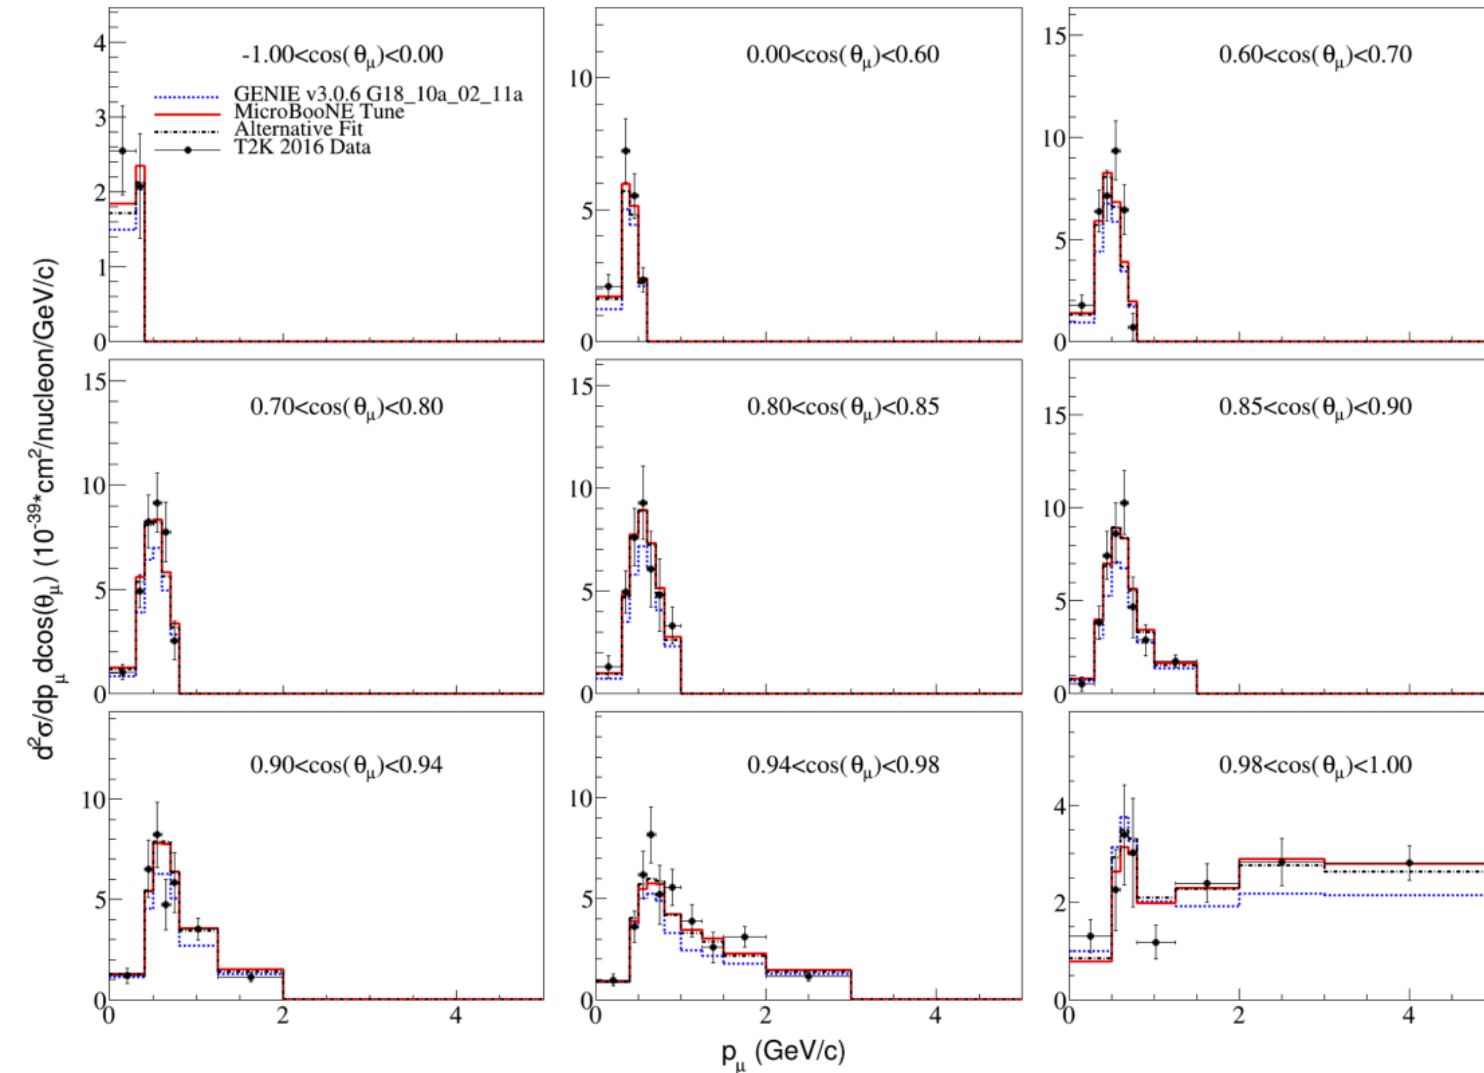 -1.00<cos(θμ)<0.00
GENIE v3.0.6 G18_10a_02_11a
MicroBooNE Tune
Alternative Fit
T2K 2016 Data
4
3
2
1
0
0.00<cos(θμ)<0.60
10
5
0
2
4
0.60<cos(θμ)<0.70
15
10
5
0
2
4
0.70<cos(θμ)<0.80
15
10
5
0
0.80<cos(θμ)<0.85
15
10
5
0
0.85<cos(θμ)<0.90
15
10
5
0
0.90<cos(θμ)<0.94
10
5
0
0 2 4
0.94<cos(θμ)<0.98
10
5
0
0 2 4
0.98<cos(θμ)<1.00
4
2
0
0 2 4
d²σ/dpμ dcos(θμ) (10⁻³⁹*cm²/nucleon/GeV/c)
pμ (GeV/c)